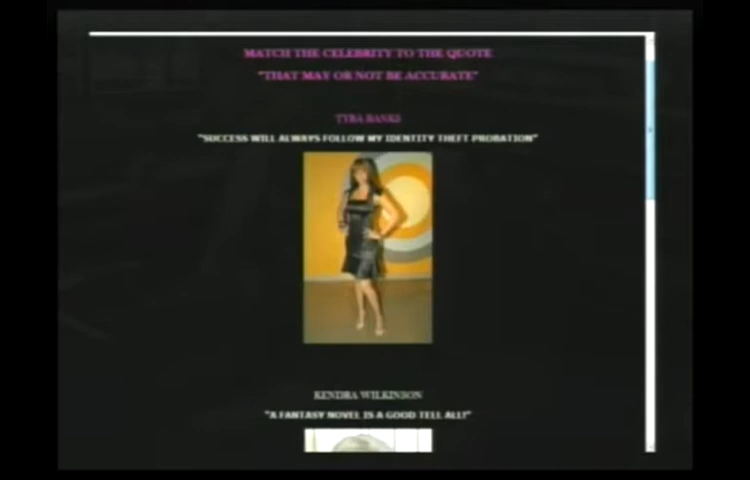 MATCH THE CELEBRITY TO THE QUOTE
"THAT MAY OR NOT BE ACCURATE"
TYRA BANKS
"SUCCESS WILL ALWAYS FOLLOW MY IDENTITY THEFT PROBATION"
KENDRA WILKINSON
"A FANTASY NOVEL IS A GOOD TELL ALL!"